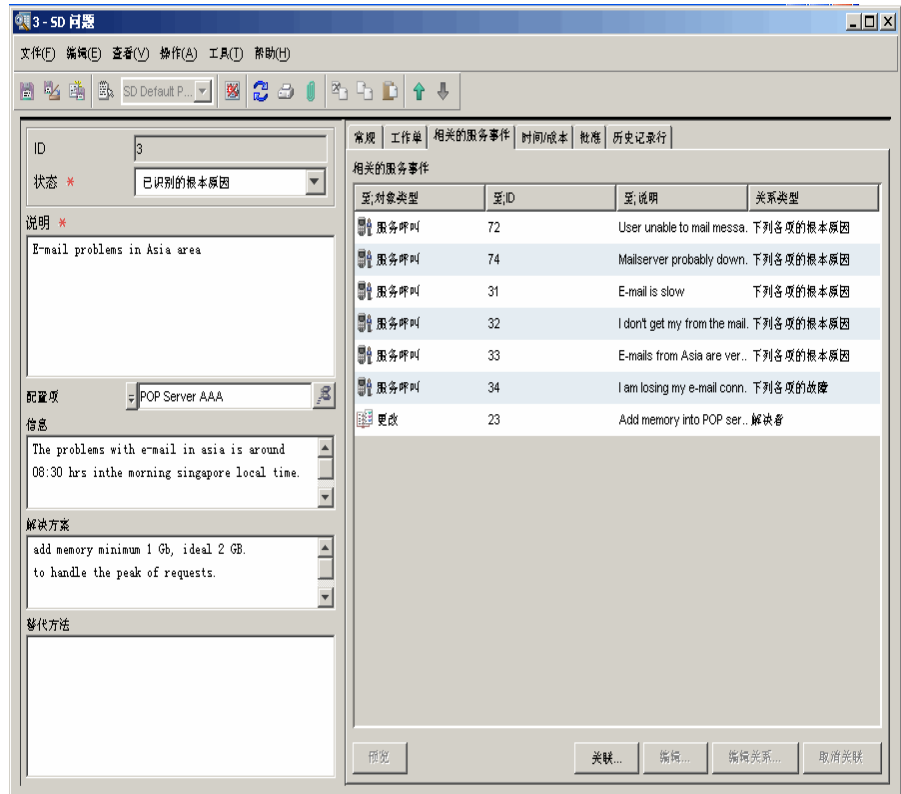 3 - SD 问题
文件(F) 编辑(E) 查看(V) 操作(A) 工具(T) 帮助(H)
SD Default P...
ID 3
状态 * 已识别的根本原因
说明 *
E-mail problems in Asia area
配置项 POP Server AAA
信息
The problems with e-mail in asia is around
08:30 hrs inthe morning singapore local time.
解决方案
add memory minimum 1 Gb, ideal 2 GB.
to handle the peak of requests.
替代方法
常规 工作单 相关的服务事件 时间/成本 批准 历史记录行
相关的服务事件
至;对象类型 至;ID 至;说明 关系类型
服务呼叫 72 User unable to mail messa. 下列各项的根本原因
服务呼叫 74 Mailserver probably down. 下列各项的根本原因
服务呼叫 31 E-mail is slow 下列各项的根本原因
服务呼叫 32 I don't get my from the mail. 下列各项的根本原因
服务呼叫 33 E-mails from Asia are ver.. 下列各项的根本原因
服务呼叫 34 I am losing my e-mail conn. 下列各项的故障
更改 23 Add memory into POP ser.. 解决者
预览 关联... 编辑... 编辑关系... 取消关联